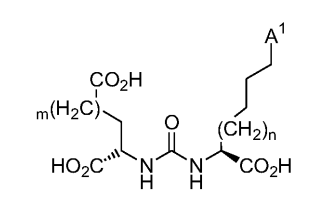 A¹
CO₂H
m(H₂C)
O
(CH₂)n
HO₂C N N CO₂H
H H